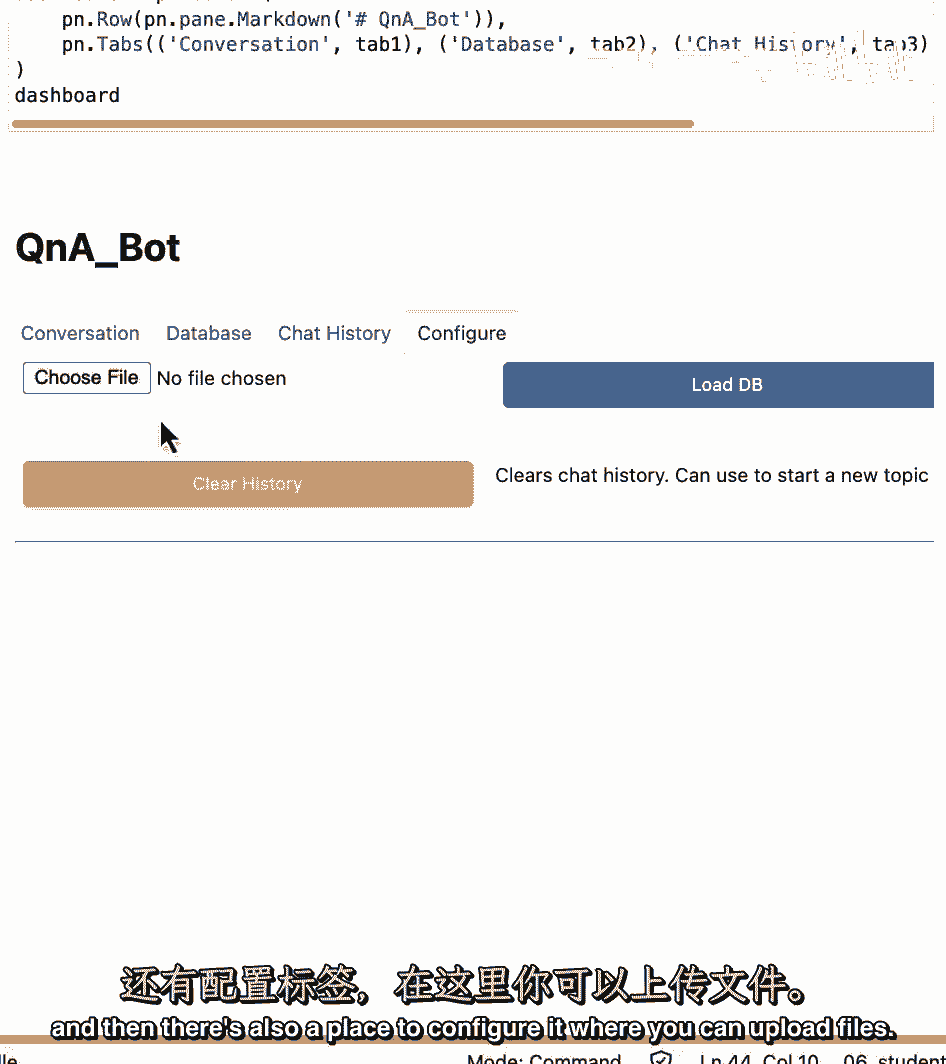 pn.Row(pn.pane.Markdown('# QnA_Bot')),
pn.Tabs(('Conversation', tab1), ('Database', tab2), ('Chat History', tab3)
)
dashboard
QnA_Bot
Conversation Database Chat History Configure
Choose File No file chosen Load DB
Clear History Clears chat history. Can use to start a new topic
还有配置标签，在这里你可以上传文件。
and then there's also a place to configure it where you can upload files.
Mode: Command Ln 44, Col 10 06_student